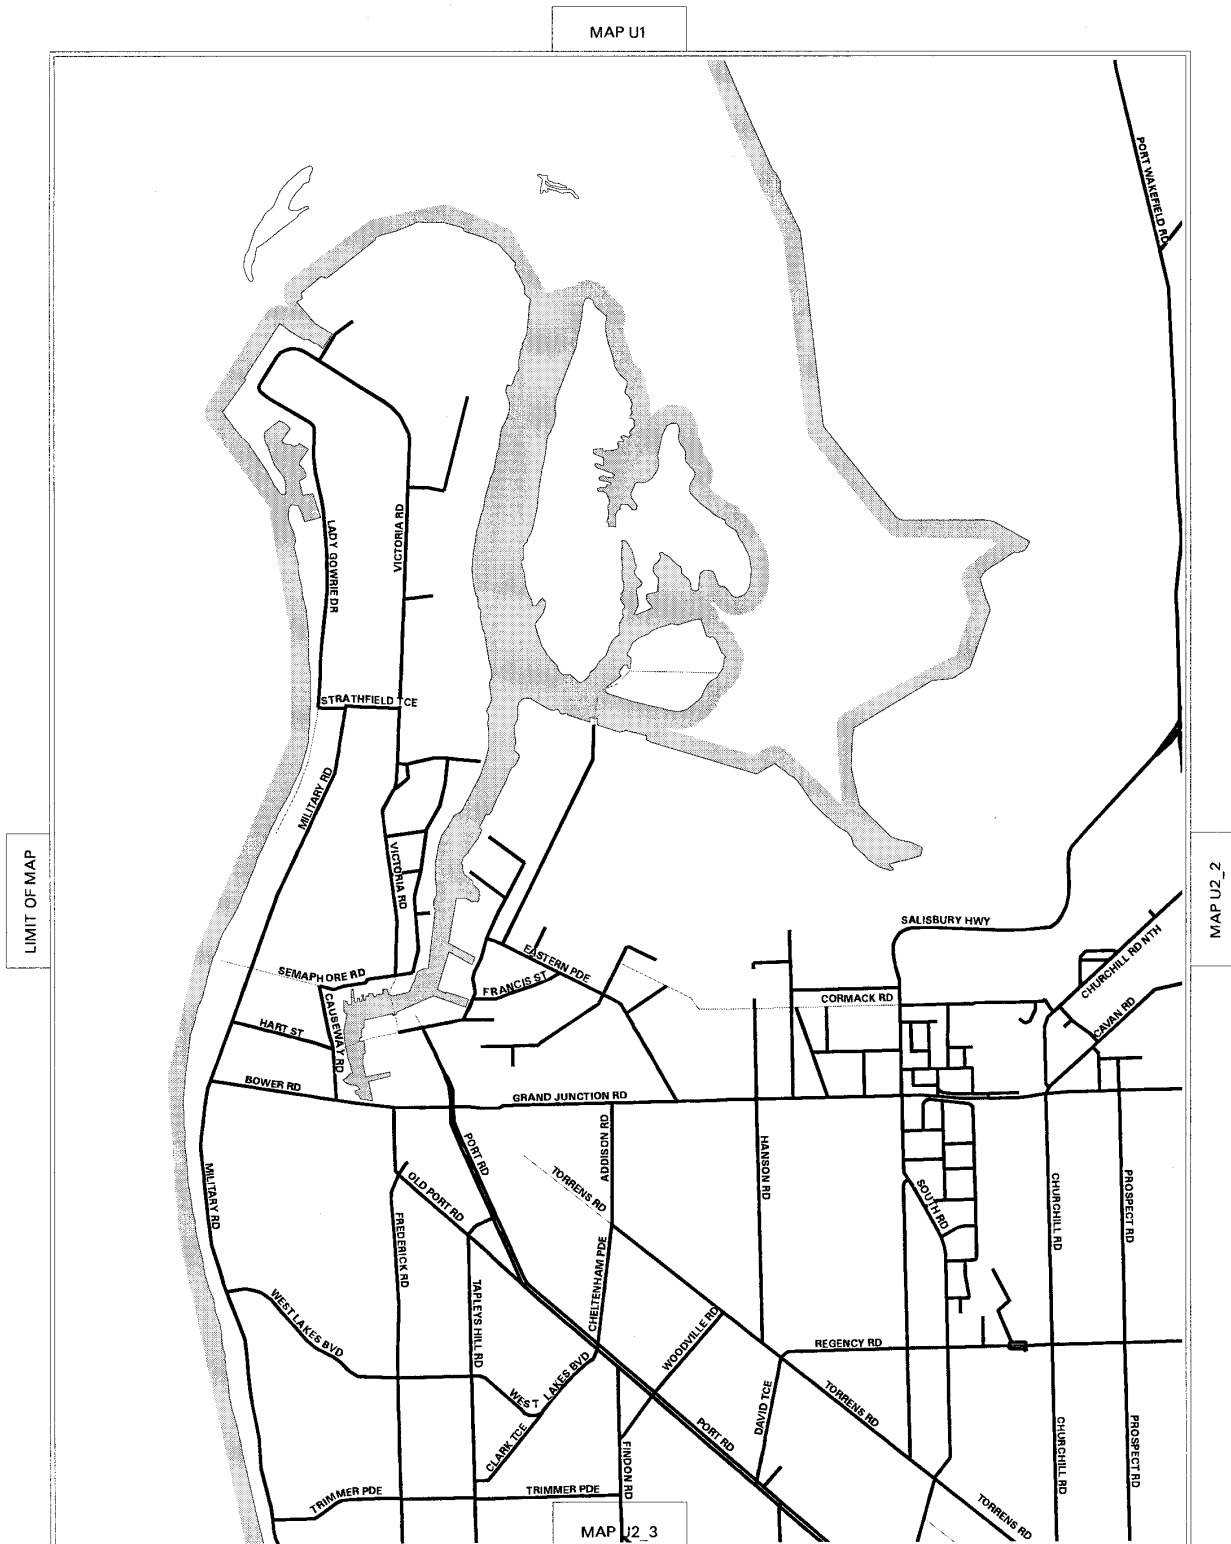 MAP U1
PORT WAKEFIELD RD
LADY GOWRIE DR
VICTORIA RD
STRATHFIELD TCE
MILITARY RD
VICTORIA RD
LIMIT OF MAP
MAP U2_2
SALISBURY HWY
CHURCHILL RD NTH
SEMAPHORE RD
EASTERN PDE
FRANCIS ST
CAUSEWAY RD
CORMACK RD
CAVAN RD
HART ST
BOWER RD
GRAND JUNCTION RD
PORT RD
ADDISON RD
HANSON RD
TORRENS RD
MILITARY RD
OLD PORT RD
SOUTH RD
CHURCHILL RD
PROSPECT RD
FREDERICK RD
CHELTENHAM PDE
TAPLEYS HILL RD
WEST LAKES BVD
WOODVILLE RD
REGENCY RD
WEST LAKES BVD
DAVID TCE
TORRENS RD
CLARK TCE
PORT RD
CHURCHILL RD
PROSPECT RD
FINDON RD
TRIMMER PDE
TRIMMER PDE
TORRENS RD
MAP U2_3